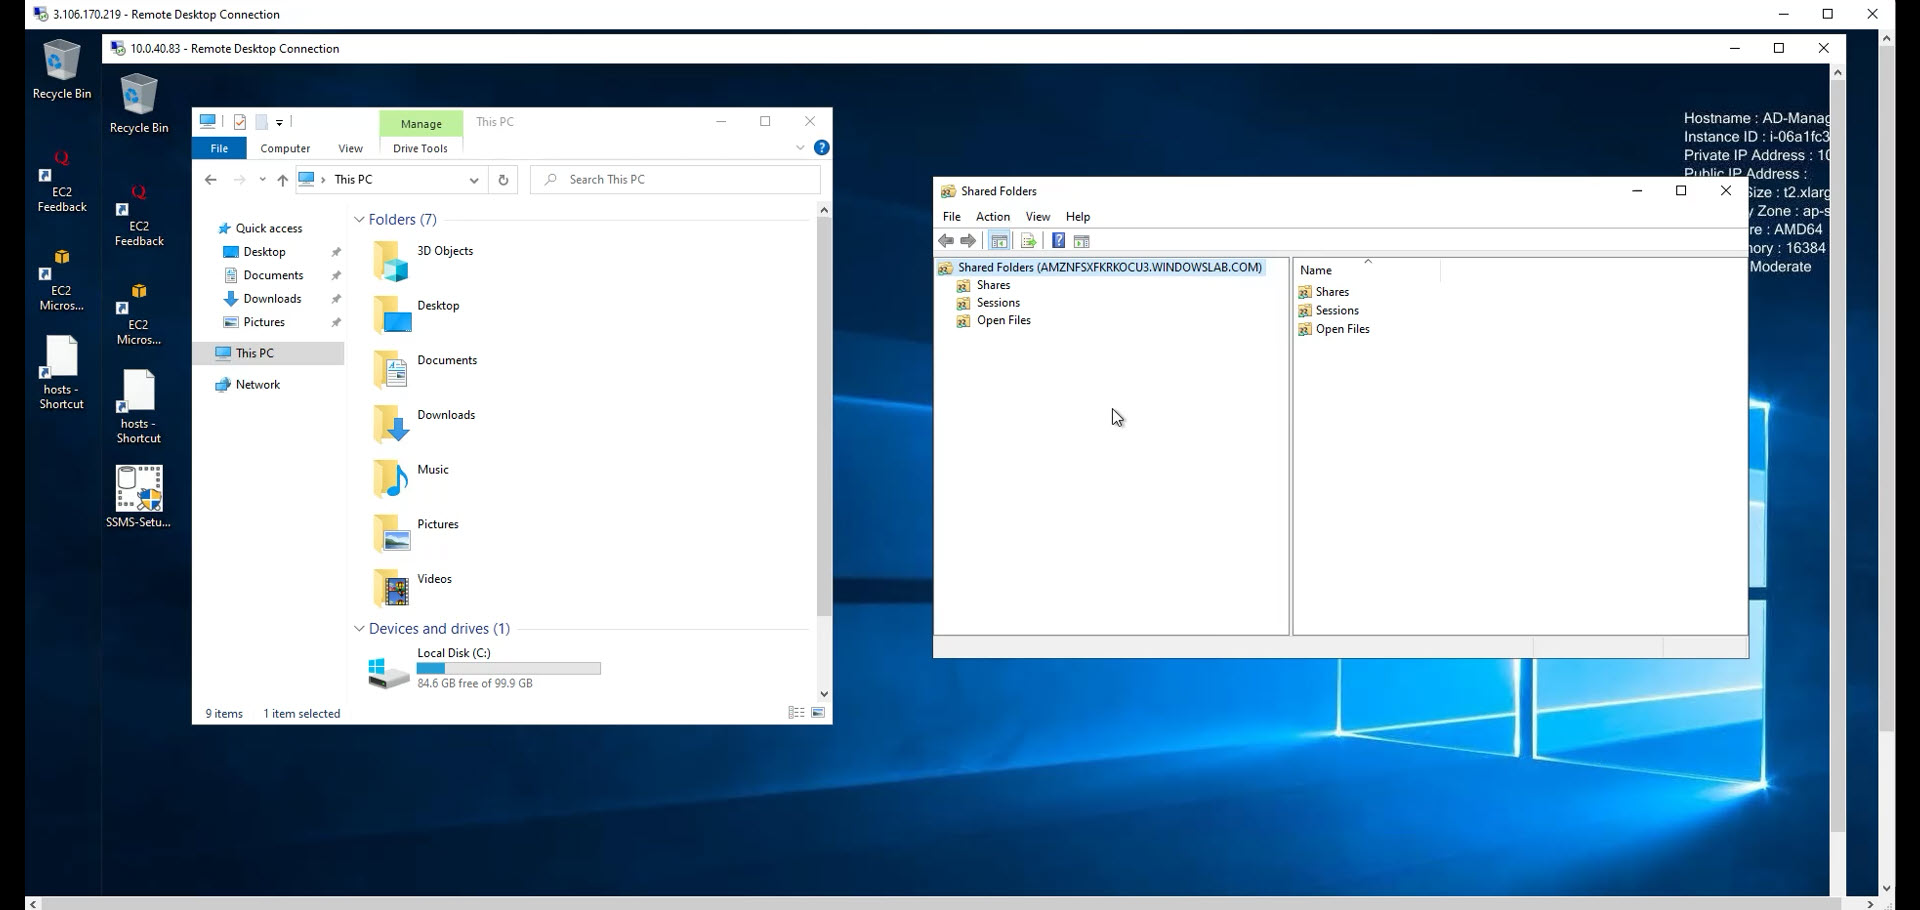 3.106.170.219 - Remote Desktop Connection
10.0.40.83 - Remote Desktop Connection
Recycle Bin
EC2
Feedback
EC2
Micros...
hosts -
Shortcut
Recycle Bin
EC2
Feedback
EC2
Micros...
hosts -
Shortcut
SSMS-Setu...
Manage
This PC
File
Computer
View
Drive Tools
This PC
Search This PC
Quick access
Desktop
Documents
Downloads
Pictures
This PC
Network
Folders (7)
3D Objects
Desktop
Documents
Downloads
Music
Pictures
Videos
Devices and drives (1)
Local Disk (C:)
84.6 GB free of 99.9 GB
9 items
1 item selected
Hostname : AD-Manag
Instance ID : i-06a1fc3
Private IP Address : 10
Public IP Address :
Size : t2.xlarg
y Zone : ap-s
re : AMD64
nory : 16384
Moderate
Shared Folders
File
Action
View
Help
Shared Folders (AMZNFSXFKRKOCU3.WINDOWSLAB.COM)
Shares
Sessions
Open Files
Name
Shares
Sessions
Open Files